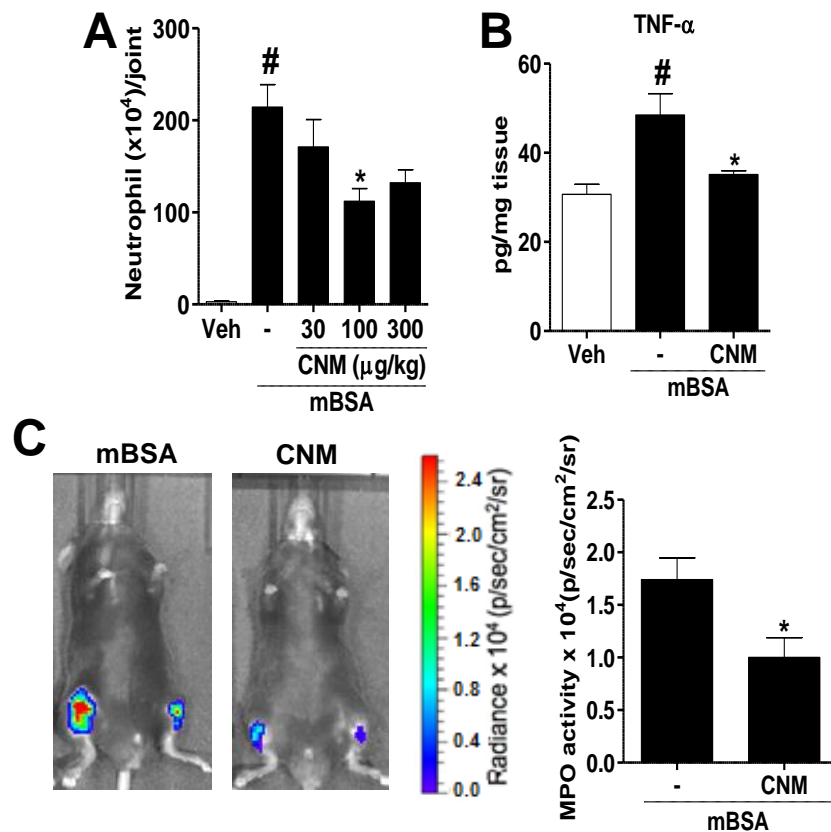 A
Neutrophil (x10⁴)/joint
300
200
100
0
#
*
Veh - 30 100 300
CNM (μg/kg)
mBSA
B
TNF-α
pg/mg tissue
60
40
20
0
#
*
Veh - CNM
mBSA
C
mBSA CNM
2.4
2.0
1.6
1.2
0.8
0.4
0.0
Radiance x 10⁴ (p/sec/cm²/sr)
MPO activity x 10⁴(p/sec/cm²/sr)
2.5
2.0
1.5
1.0
0.5
0.0
*
- CNM
mBSA